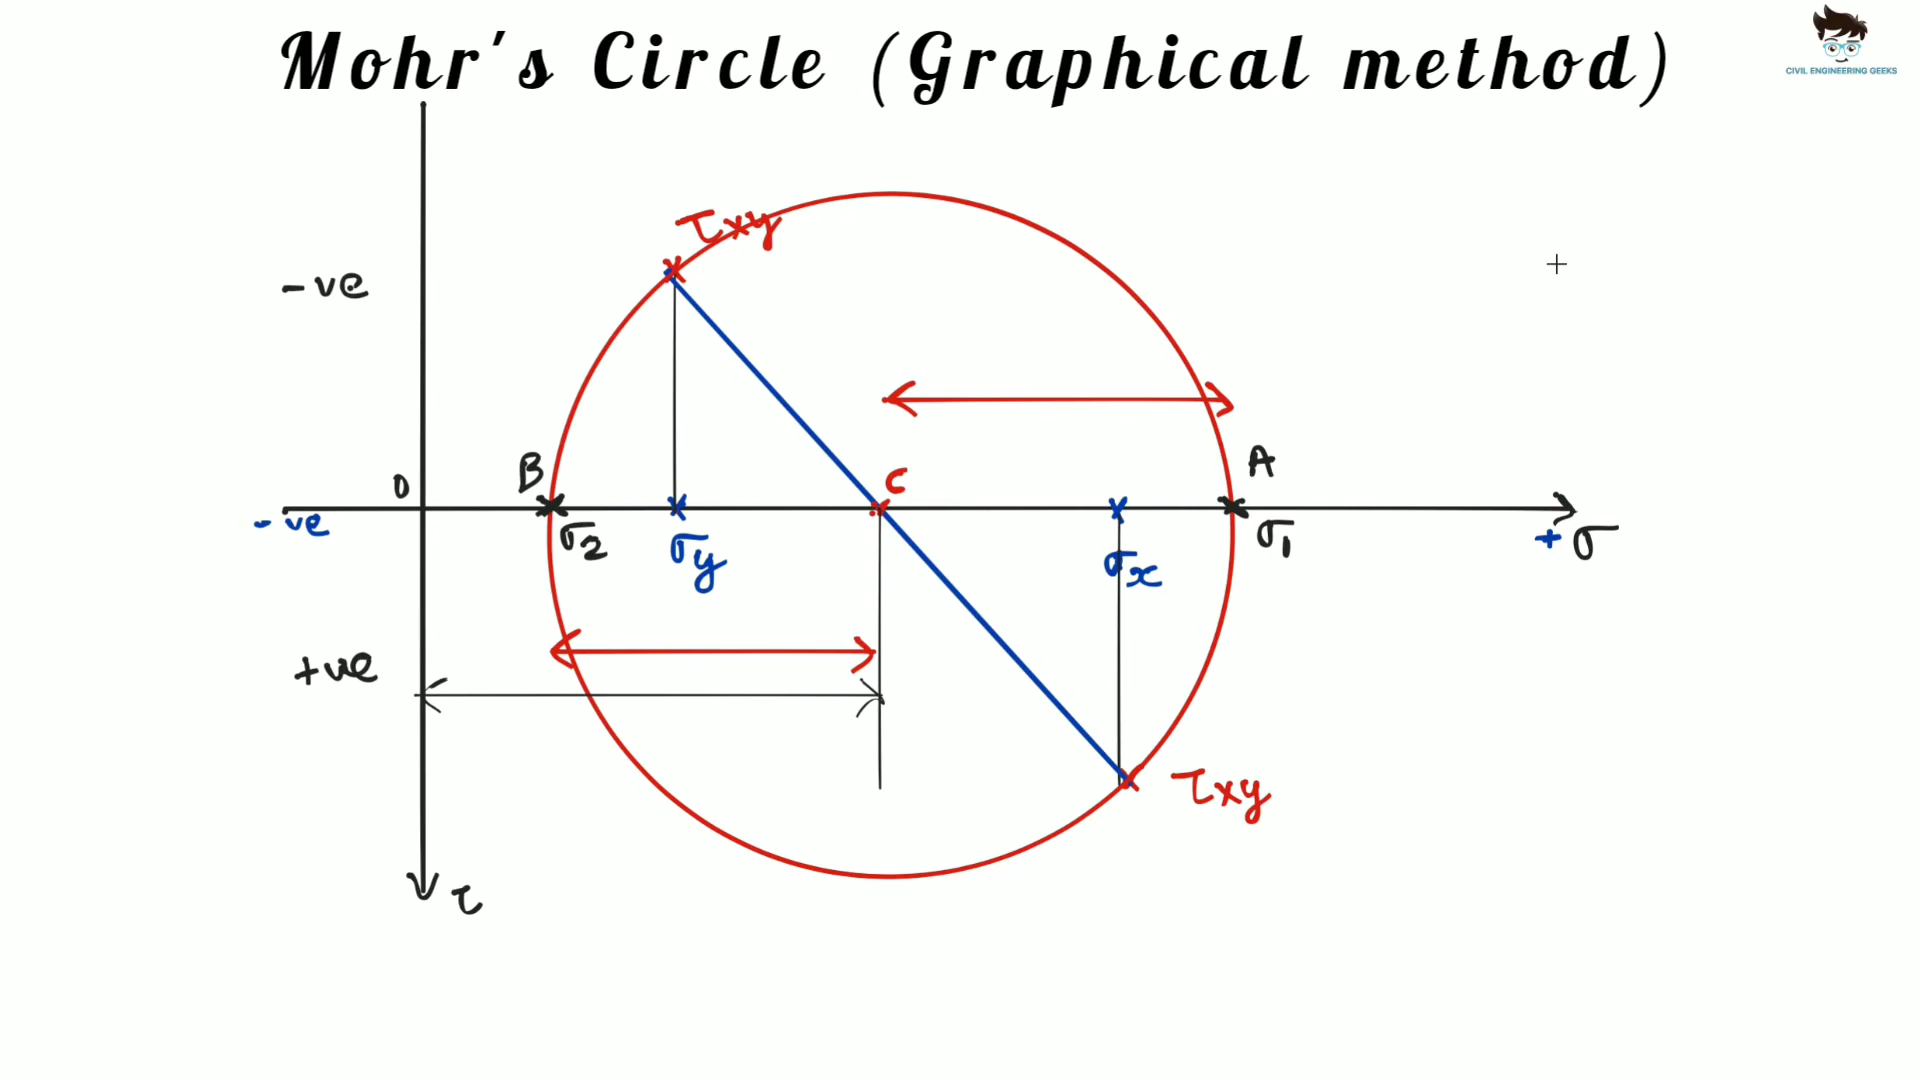 Mohr's Circle (Graphical method)
CIVIL ENGINEERING GEEKS
τxy
-ve
B
C
A
0
-ve
σ2
σy
σx
σ1
+ σ
+ve
τxy
τ